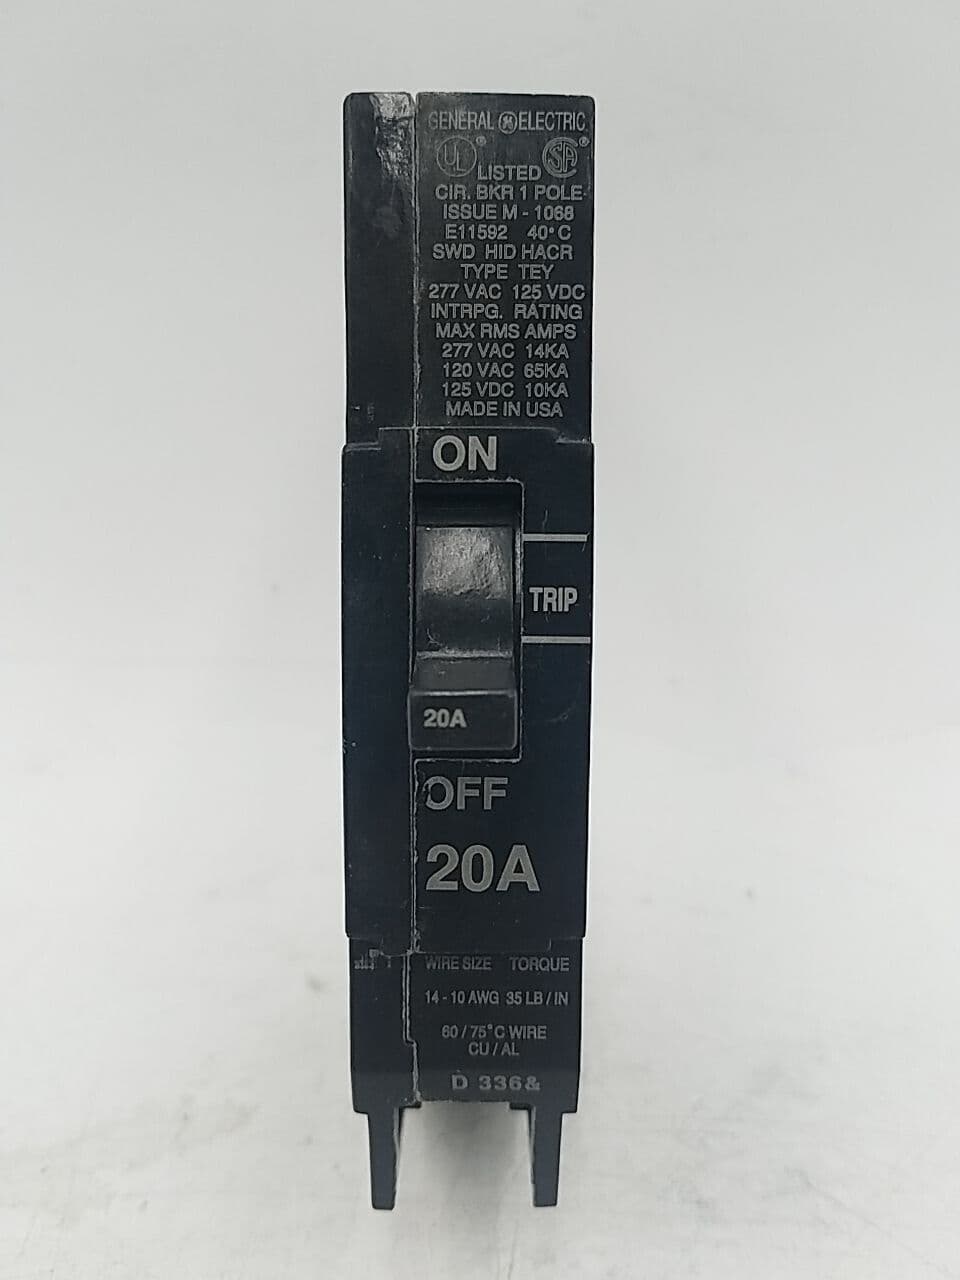 GENERAL GE ELECTRIC
UL ® LISTED SA ®
CIR. BKR 1 POLE
ISSUE M - 1068
E11592 40°C
SWD HID HACR
TYPE TEY
277 VAC 125 VDC
INTRPG. RATING
MAX RMS AMPS
277 VAC 14KA
120 VAC 65KA
125 VDC 10KA
MADE IN USA
ON
TRIP
20A
OFF
20A
WIRE SIZE TORQUE
14 - 10 AWG 35 LB / IN
60 / 75°C WIRE
CU / AL
D 336&